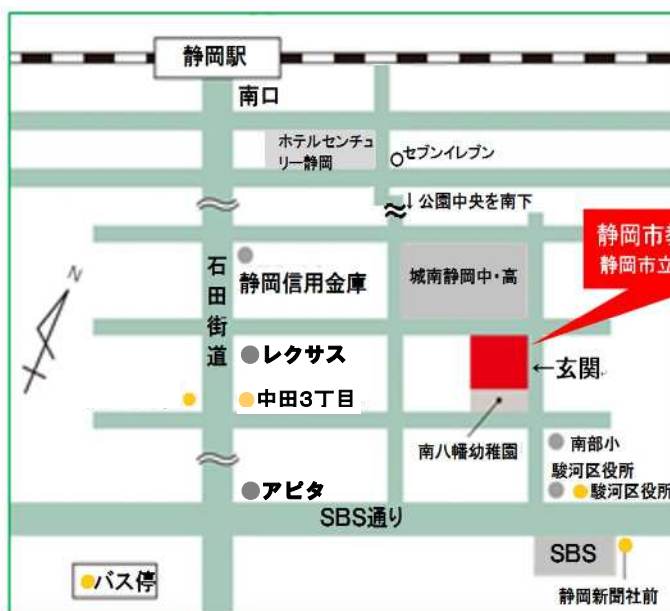 静岡駅
南口
ホテルセンチュ
リー静岡
セブンイレブン
↓公園中央を南下
N
石田街道
静岡信用金庫
城南静岡中・高
静岡市教
静岡市立
レクサス
←玄関
中田3丁目
南八幡幼稚園
南部小
駿河区役所
アピタ
駿河区役所
SBS通り
SBS
バス停
静岡新聞社前